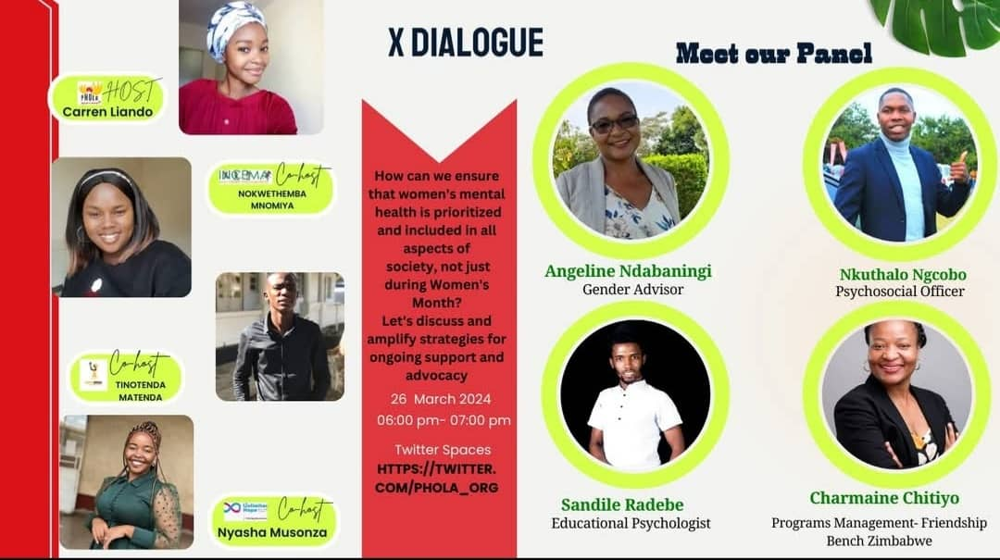 X DIALOGUE
Meet our Panel
PHOLA
HOST
Carren Liando
Co-host
NOKWETHEMBA
MNOMIYA
Co-host
TINOTENDA
MATENDA
Unlimited
Hope
Co-host
Nyasha Musonza
How can we ensure
that women's mental
health is prioritized
and included in all
aspects of
society, not just
during Women's
Month?
Let's discuss and
amplify strategies for
ongoing support and
advocacy
26 March 2024
06:00 pm- 07:00 pm
Twitter Spaces
HTTPS://TWITTER.
COM/PHOLA_ORG
Angeline Ndabaningi
Gender Advisor
Nkuthalo Ngcobo
Psychosocial Officer
Sandile Radebe
Educational Psychologist
Charmaine Chitiyo
Programs Management- Friendship
Bench Zimbabwe